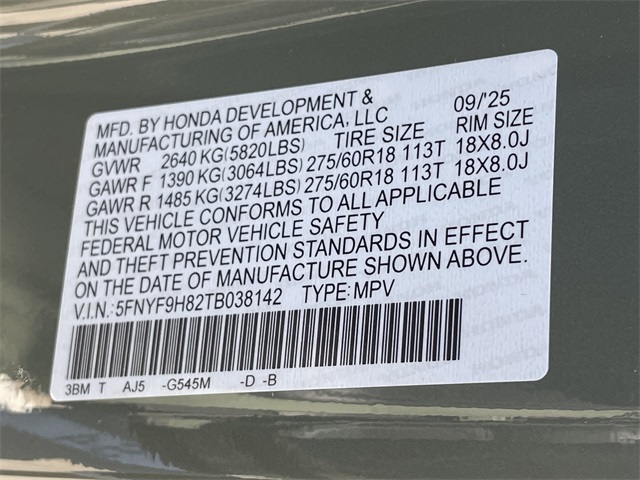 MFD. BY HONDA DEVELOPMENT & 09/'25
MANUFACTURING OF AMERICA, LLC
TIRE SIZE RIM SIZE
GVWR 2640 KG(5820LBS)
GAWR F 1390 KG(3064LBS) 275/60R18 113T 18X8.0J
GAWR R 1485 KG(3274LBS) 275/60R18 113T 18X8.0J
THIS VEHICLE CONFORMS TO ALL APPLICABLE
FEDERAL MOTOR VEHICLE SAFETY
AND THEFT PREVENTION STANDARDS IN EFFECT
ON THE DATE OF MANUFACTURE SHOWN ABOVE.
V.I.N.: 5FNYF9H82TB038142 TYPE: MPV
3BM T AJ5 -G545M -D -B